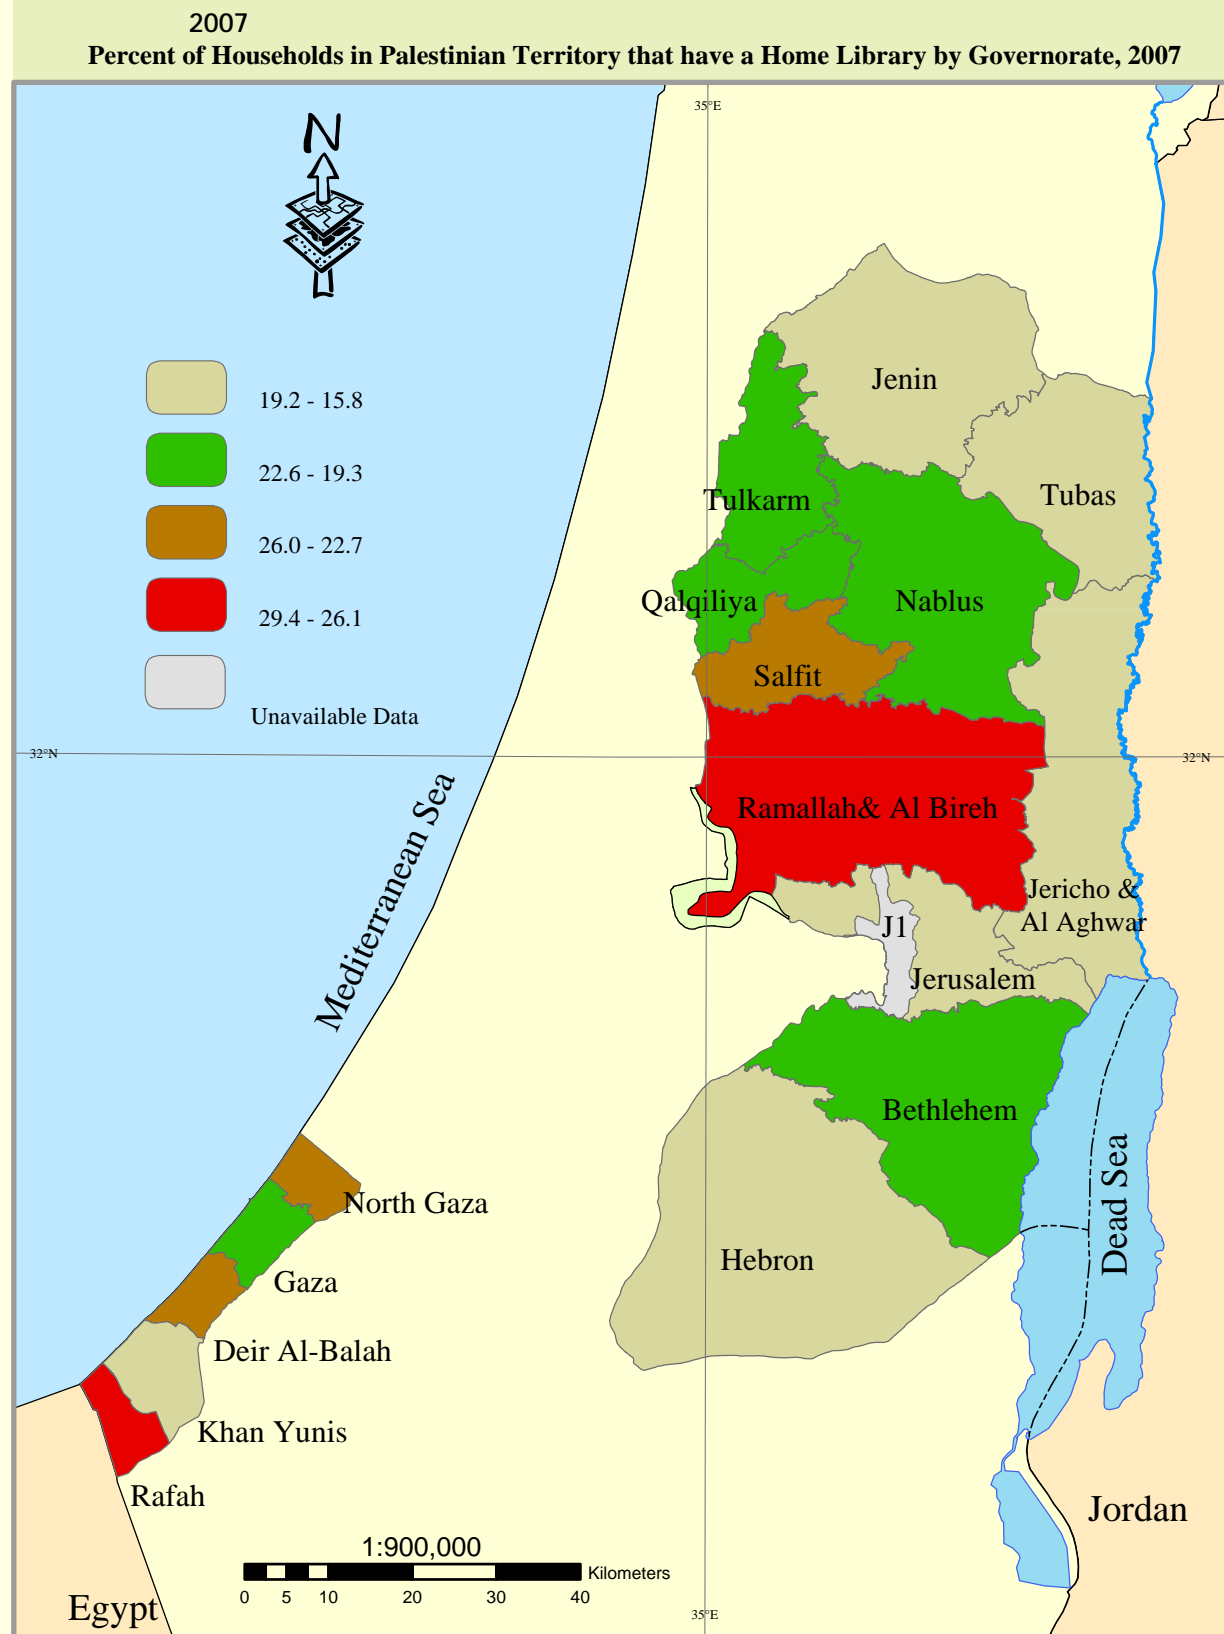 2007
Percent of Households in Palestinian Territory that have a Home Library by Governorate, 2007
35°E
N
Jenin
19.2 - 15.8
22.6 - 19.3
Tulkarm
Tubas
26.0 - 22.7
Qalqiliya
Nablus
29.4 - 26.1
Salfit
Unavailable Data
32°N
32°N
Ramallah& Al Bireh
Mediterranean Sea
Jericho &
Al Aghwar
J1
Jerusalem
Bethlehem
Dead Sea
North Gaza
Hebron
Gaza
Deir Al-Balah
Khan Yunis
Rafah
Jordan
1:900,000
Kilometers
0 5 10 20 30 40
Egypt
35°E